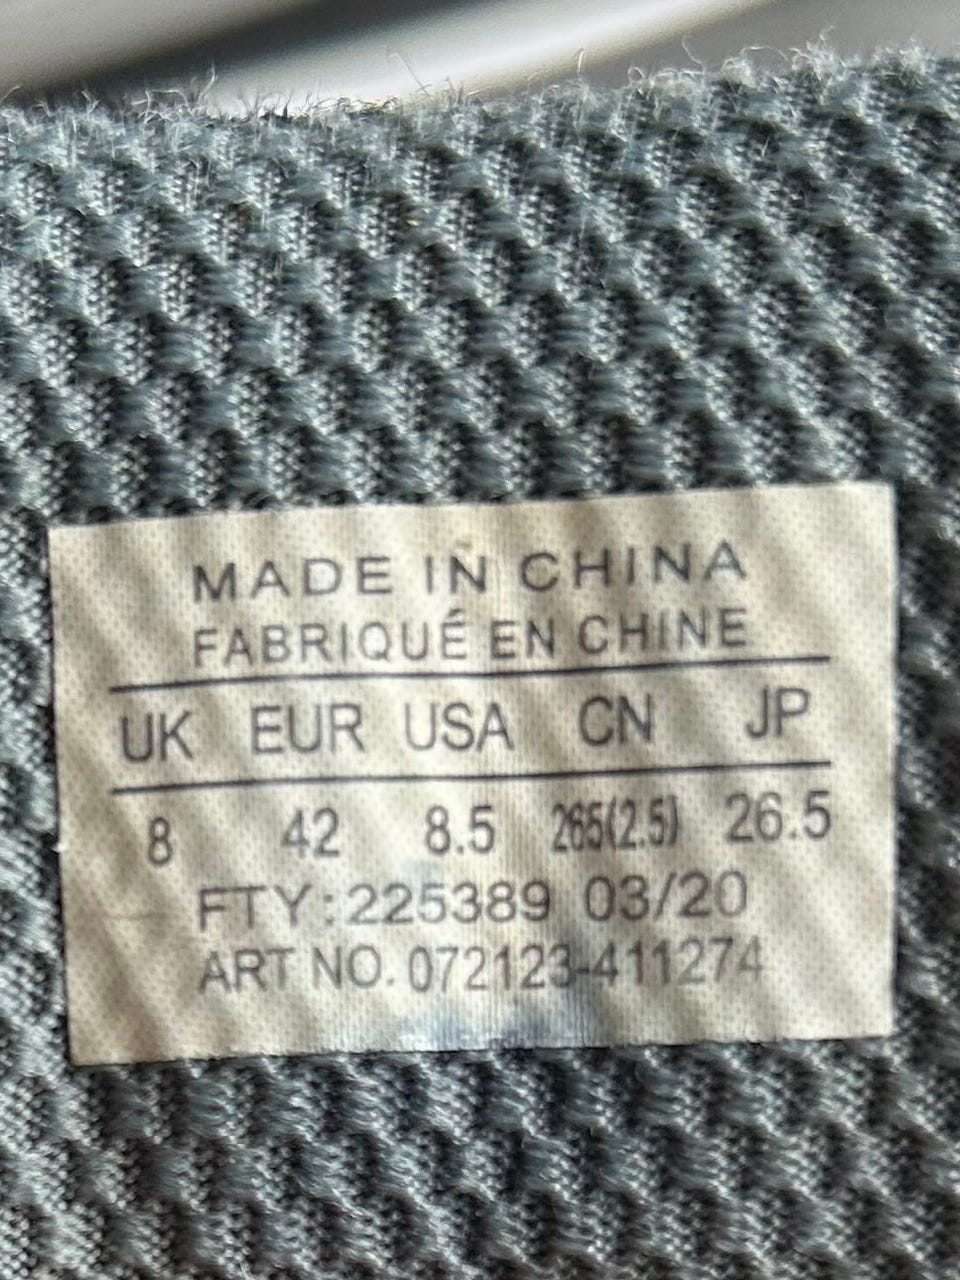 MADE IN CHINA
FABRIQUÉ EN CHINE
UK EUR USA CN JP
8 42 8.5 265(2.5) 26.5
FTY:225389 03/20
ART NO. 072123-411274